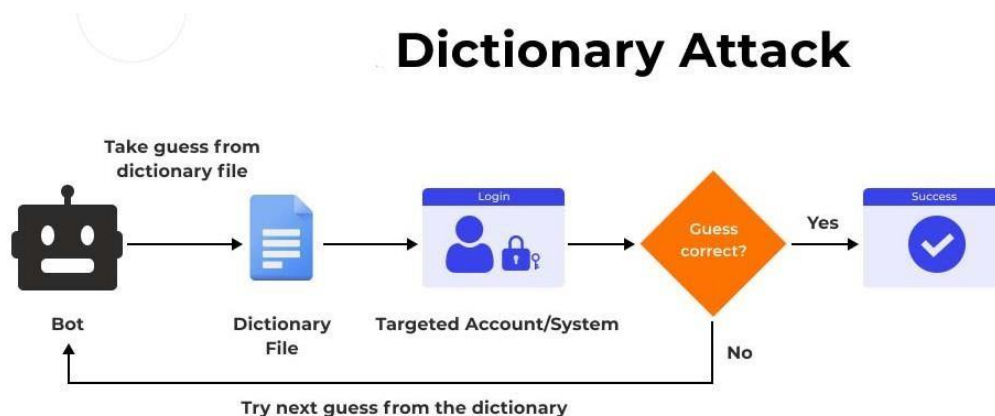 Dictionary Attack
Take guess from
dictionary file
Login
Success
Guess
correct?
Yes
Bot
Dictionary
File
Targeted Account/System
No
Try next guess from the dictionary